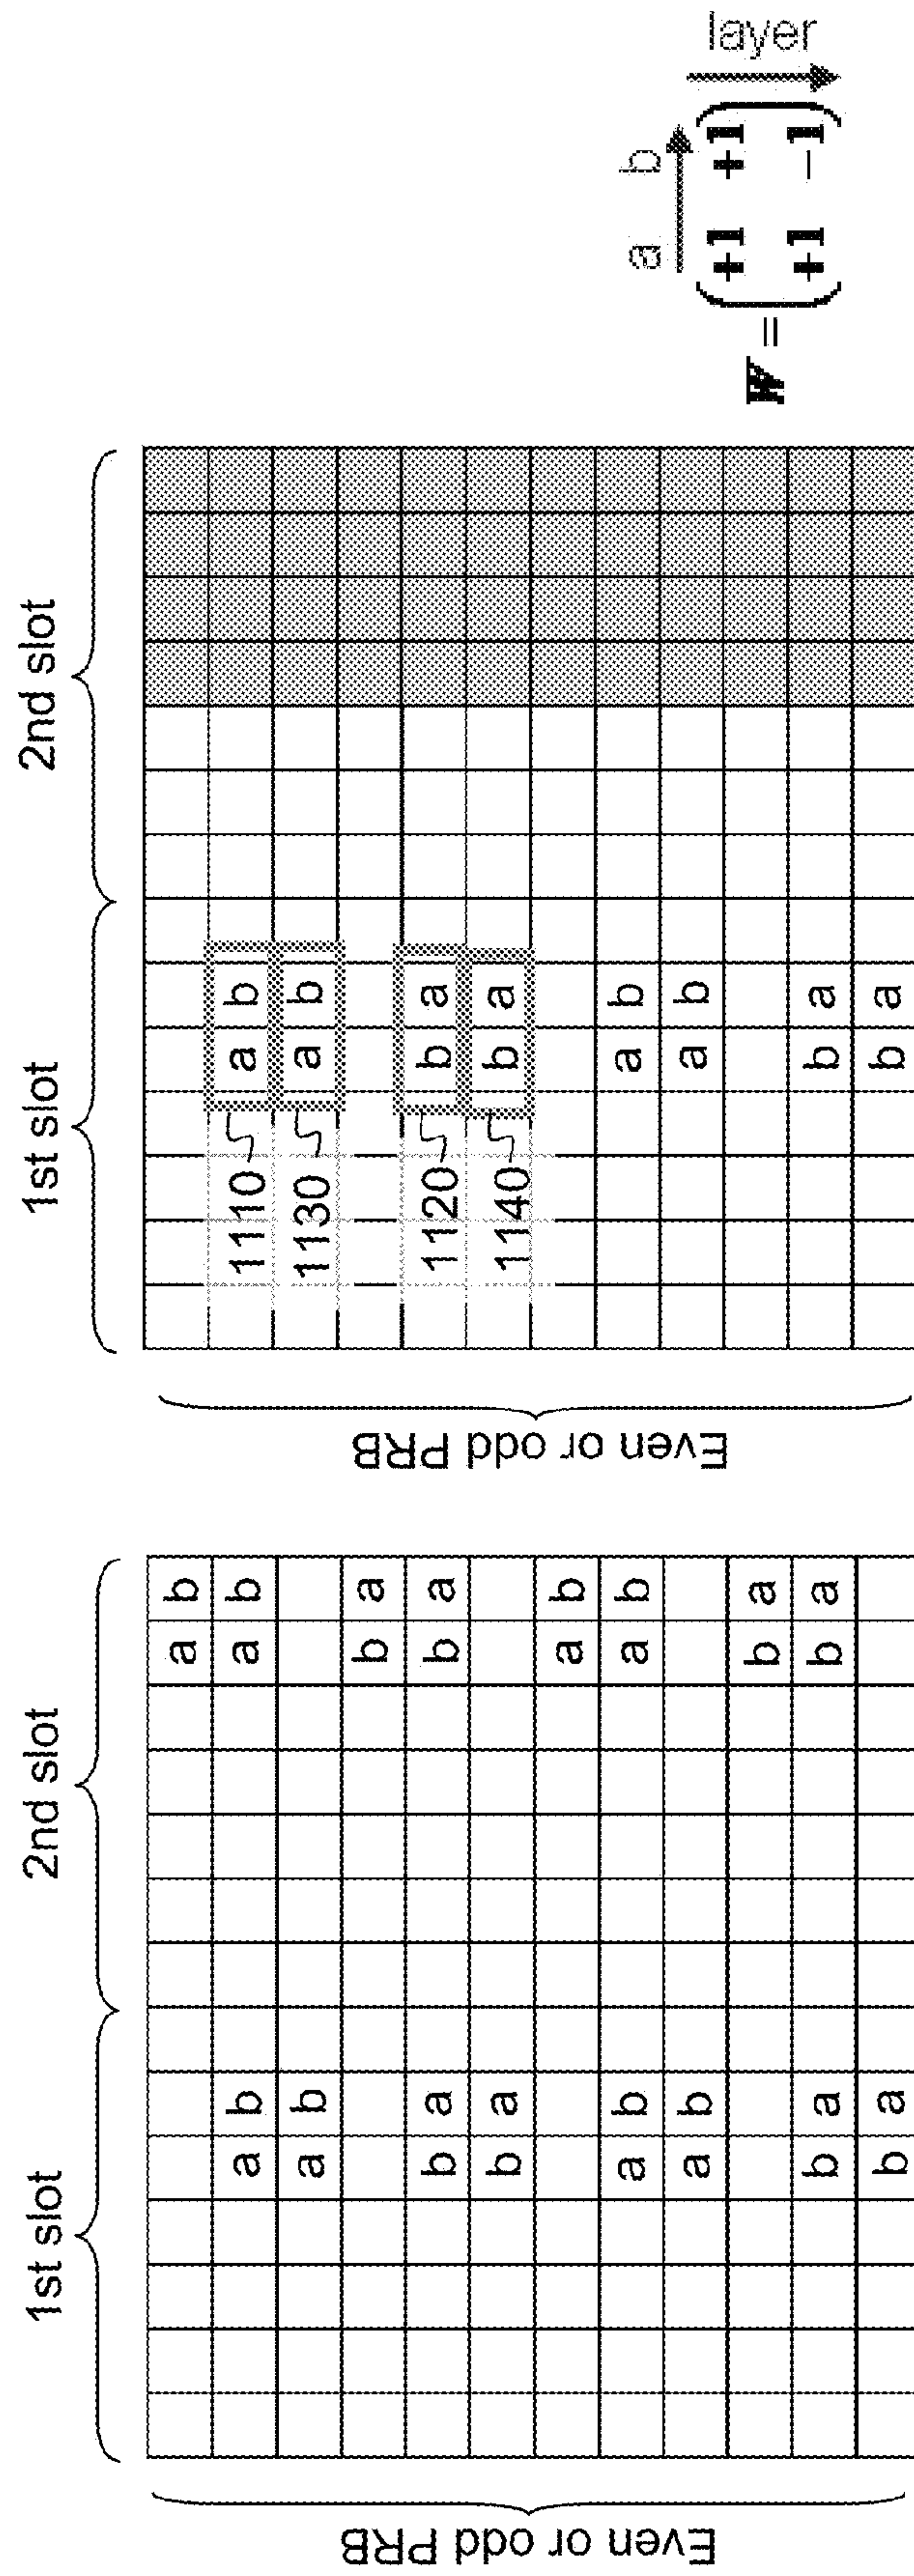 1st slot 2nd slot
Even or odd PRB
a b
a b a b
a b
b a
b a b a
b a
a b
a b a b
a b
b a
b a b a
b a
1st slot 2nd slot
Even or odd PRB
1110 a b
1130 a b
1120 b a
1140 b a
a b
a b
b a
b a
a b
layer
W = ( +1 +1
+1 −1 )